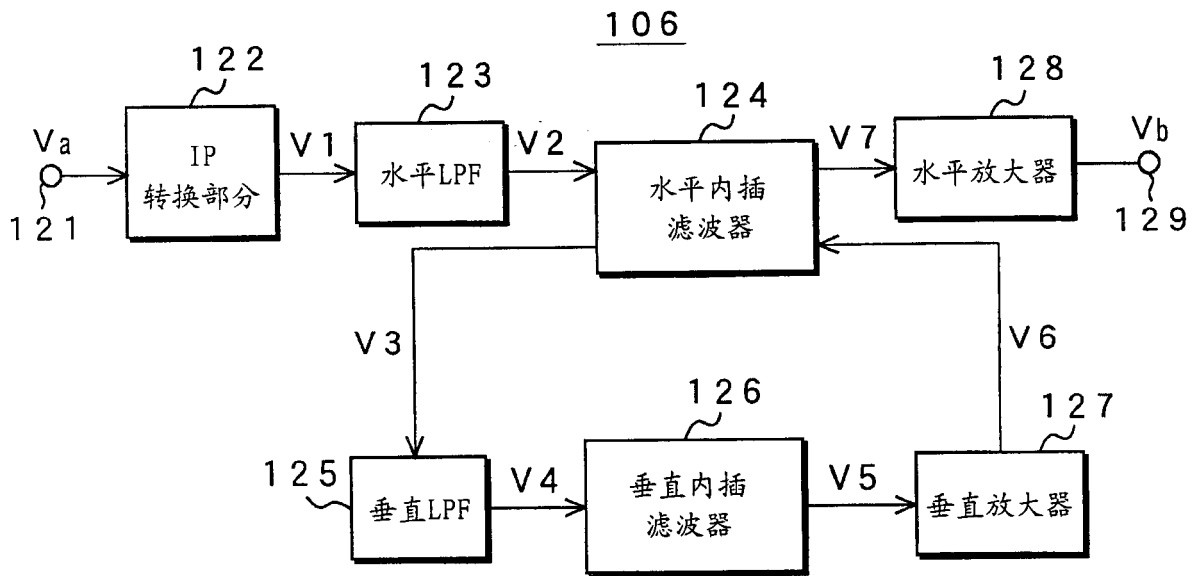 106
122
123
124
128
Va
IP
转换部分
V1
水平LPF
V2
水平内插
滤波器
V7
水平放大器
Vb
121
129
V3
V6
126
127
125
垂直LPF
V4
垂直内插
滤波器
V5
垂直放大器